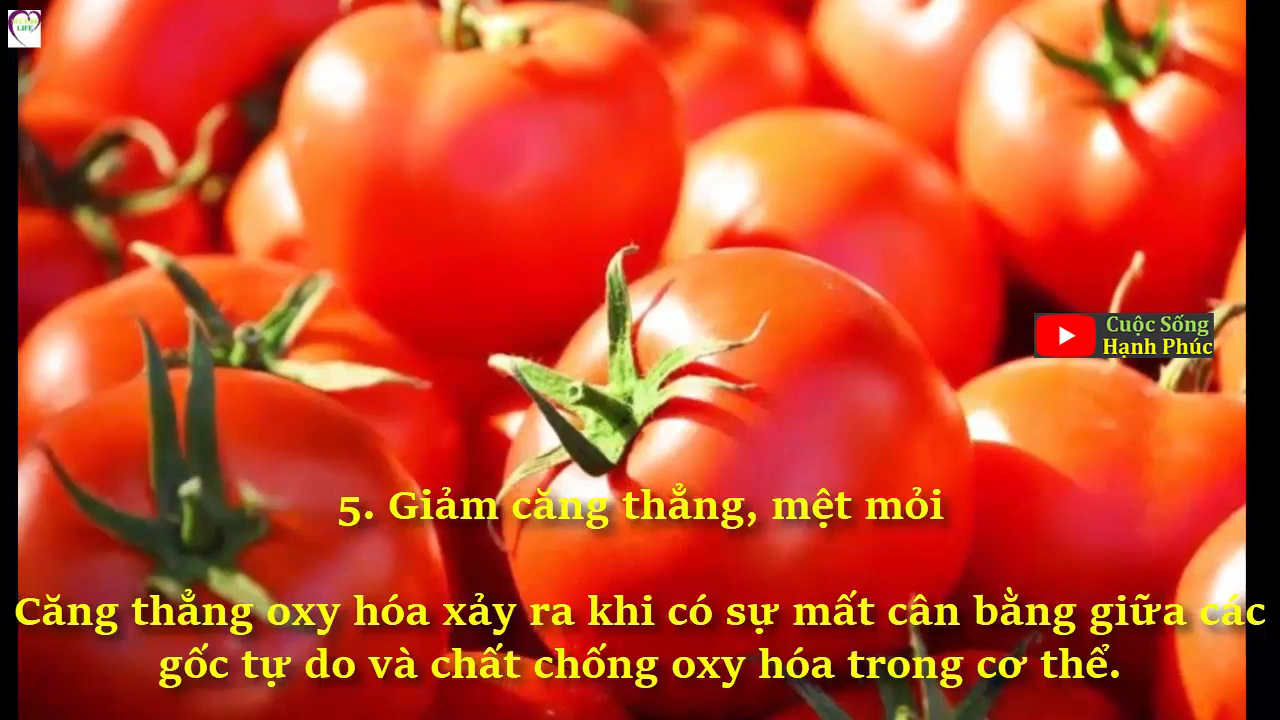 LIFE
Cuộc Sống
Hạnh Phúc
5. Giảm căng thẳng, mệt mỏi
Căng thẳng oxy hóa xảy ra khi có sự mất cân bằng giữa các
gốc tự do và chất chống oxy hóa trong cơ thể.